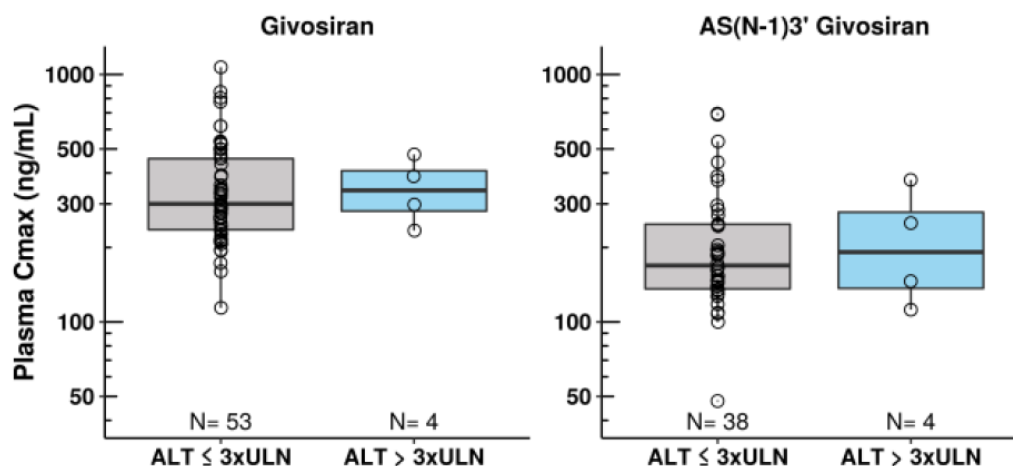 Givosiran
AS(N-1)3' Givosiran
Plasma Cmax (ng/mL)
1000
500
300
100
50
N= 53
N= 4
ALT ≤ 3xULN
ALT > 3xULN
1000
500
300
100
50
N= 38
N= 4
ALT ≤ 3xULN
ALT > 3xULN